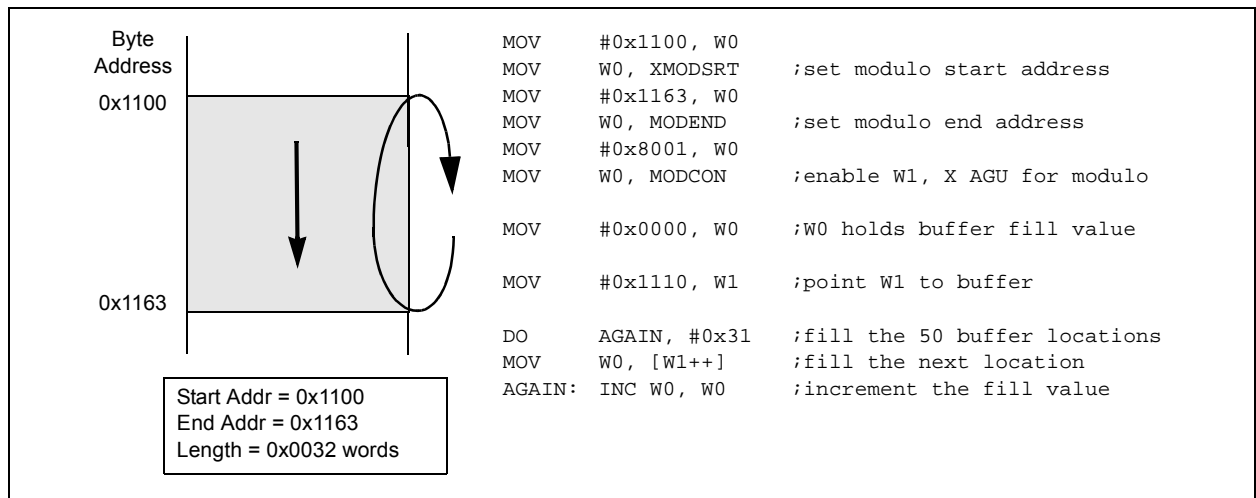 Byte
Address
0x1100
0x1163
Start Addr = 0x1100
End Addr = 0x1163
Length = 0x0032 words
MOV #0x1100, W0
MOV W0, XMODSRT ;set modulo start address
MOV #0x1163, W0
MOV W0, MODEND ;set modulo end address
MOV #0x8001, W0
MOV W0, MODCON ;enable W1, X AGU for modulo
MOV #0x0000, W0 ;W0 holds buffer fill value
MOV #0x1110, W1 ;point W1 to buffer
DO AGAIN, #0x31 ;fill the 50 buffer locations
MOV W0, [W1++] ;fill the next location
AGAIN: INC W0, W0 ;increment the fill value